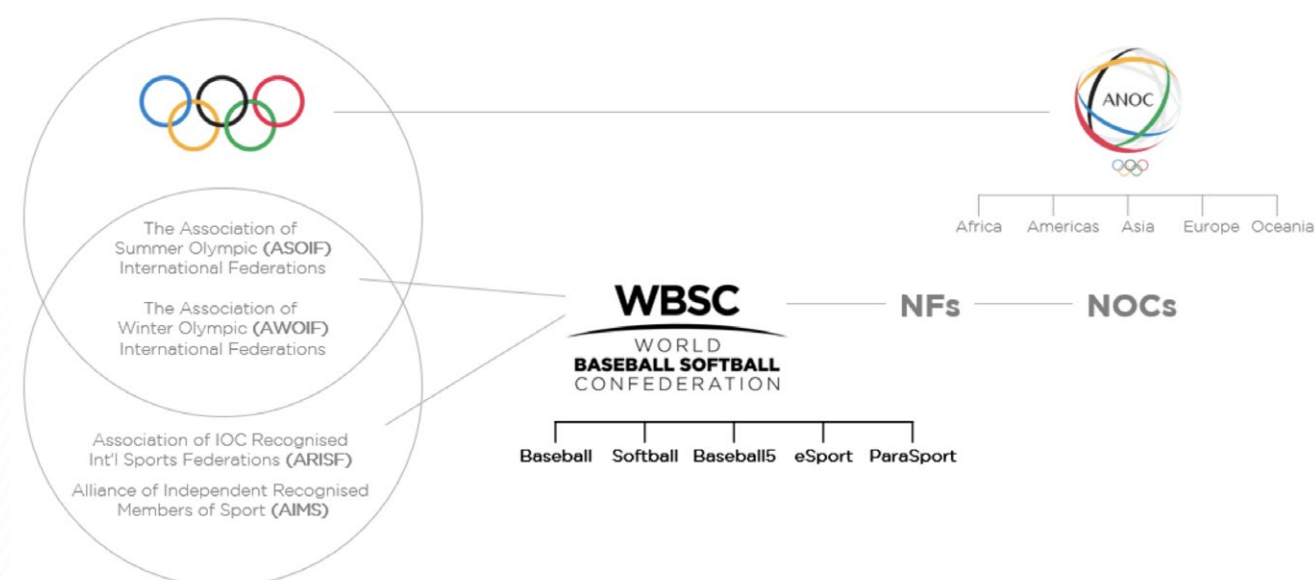 ANOC
Africa Americas Asia Europe Oceania
The Association of
Summer Olympic (ASOIF)
International Federations
The Association of
Winter Olympic (AWOIF)
International Federations
Association of IOC Recognised
Int'l Sports Federations (ARISF)
Alliance of Independent Recognised
Members of Sport (AIMS)
WBSC
WORLD
BASEBALL SOFTBALL
CONFEDERATION
Baseball Softball Baseball5 eSport ParaSport
NFs
NOCs